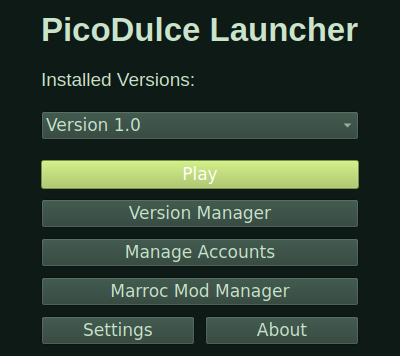 PicoDulce Launcher
Installed Versions:
Version 1.0
Play
Version Manager
Manage Accounts
Marroc Mod Manager
Settings About